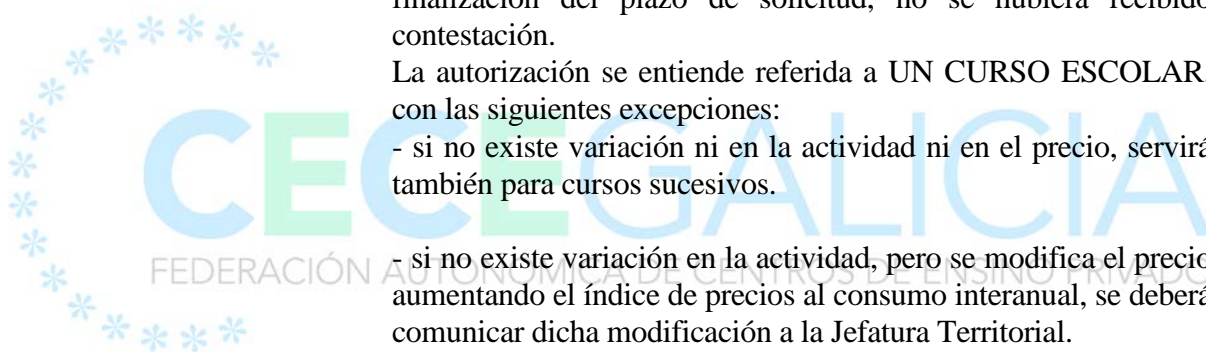 finalización del plazo de solicitud, no se hubiera recibido
contestación.
La autorización se entiende referida a UN CURSO ESCOLAR,
con las siguientes excepciones:
- si no existe variación ni en la actividad ni en el precio, servirá
también para cursos sucesivos.
CECEGALICIA
- si no existe variación en la actividad, pero se modifica el precio
FEDERACIÓN AUTONÓMICA DE CENTROS DE ENSINO PRIVADO
aumentando el índice de precios al consumo interanual, se deberá
comunicar dicha modificación a la Jefatura Territorial.